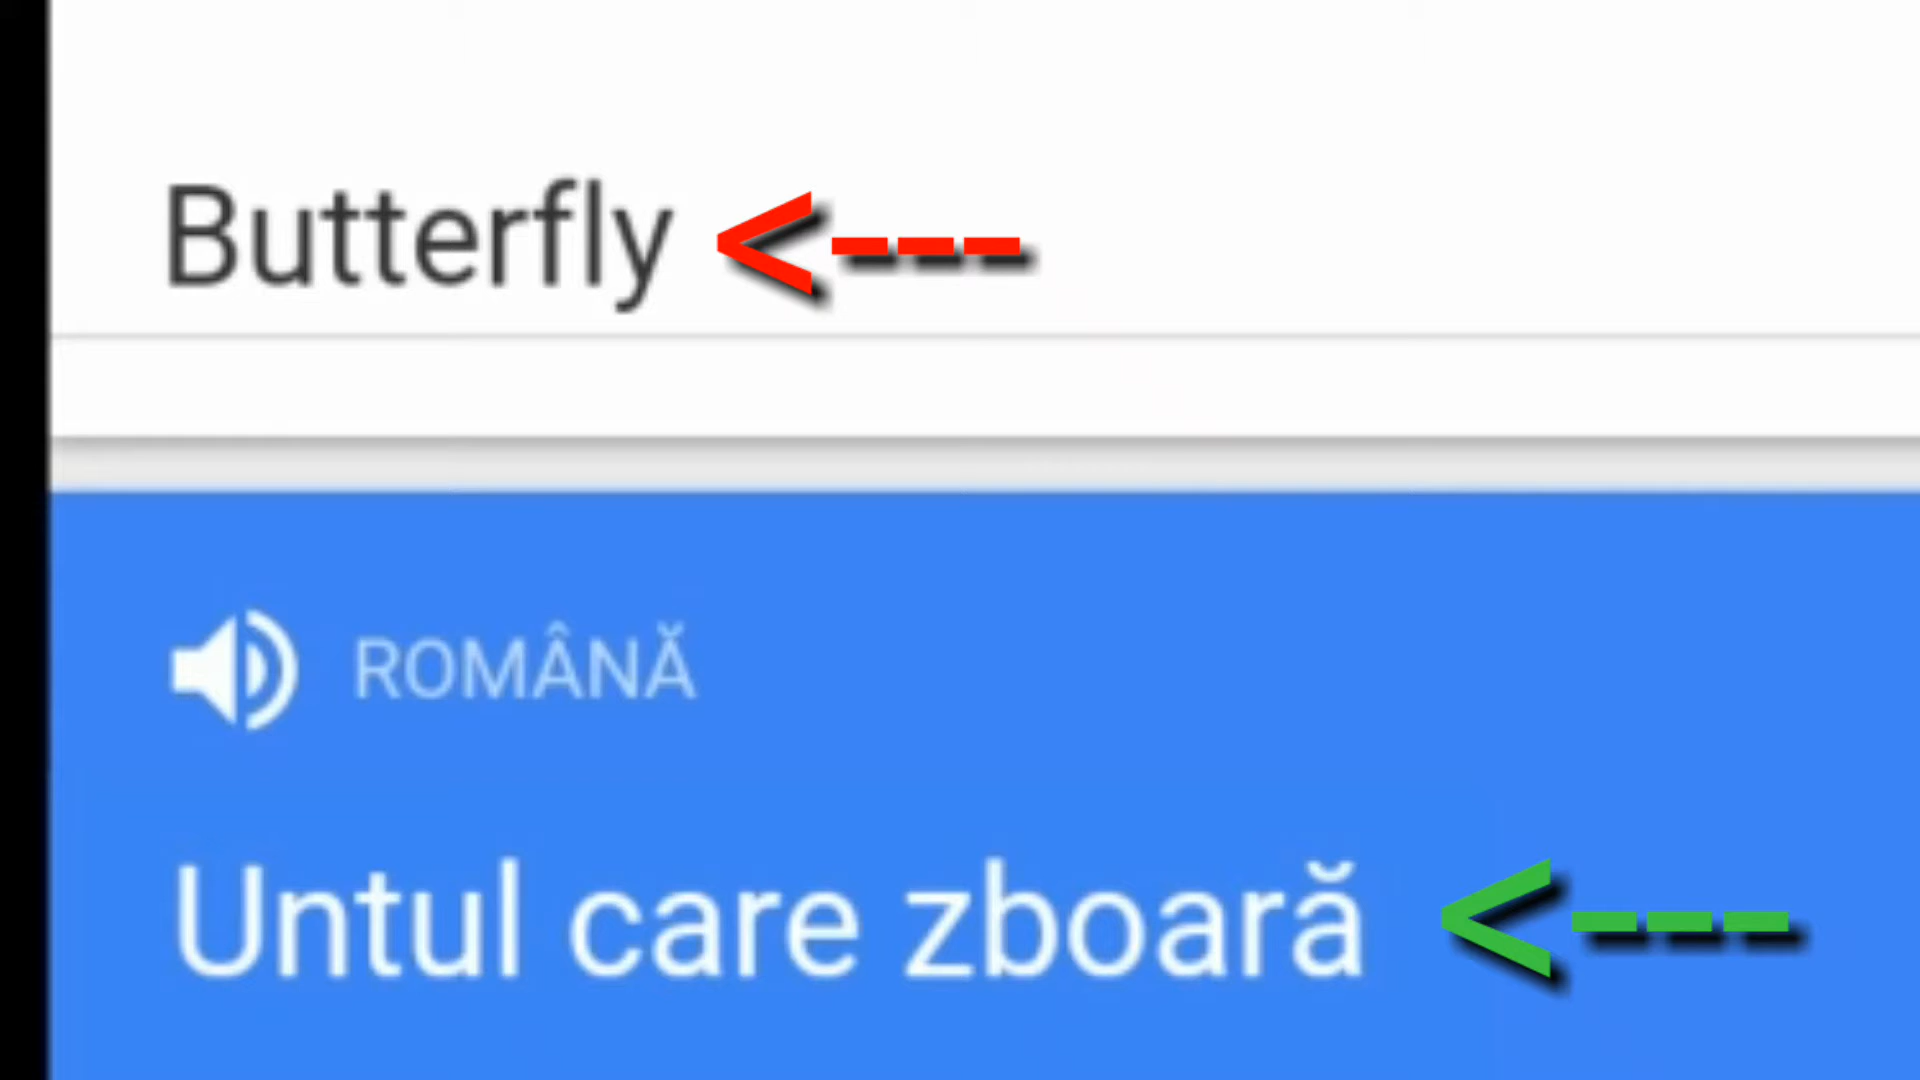 Butterfly <---
ROMÂNĂ
Untul care zboară <---